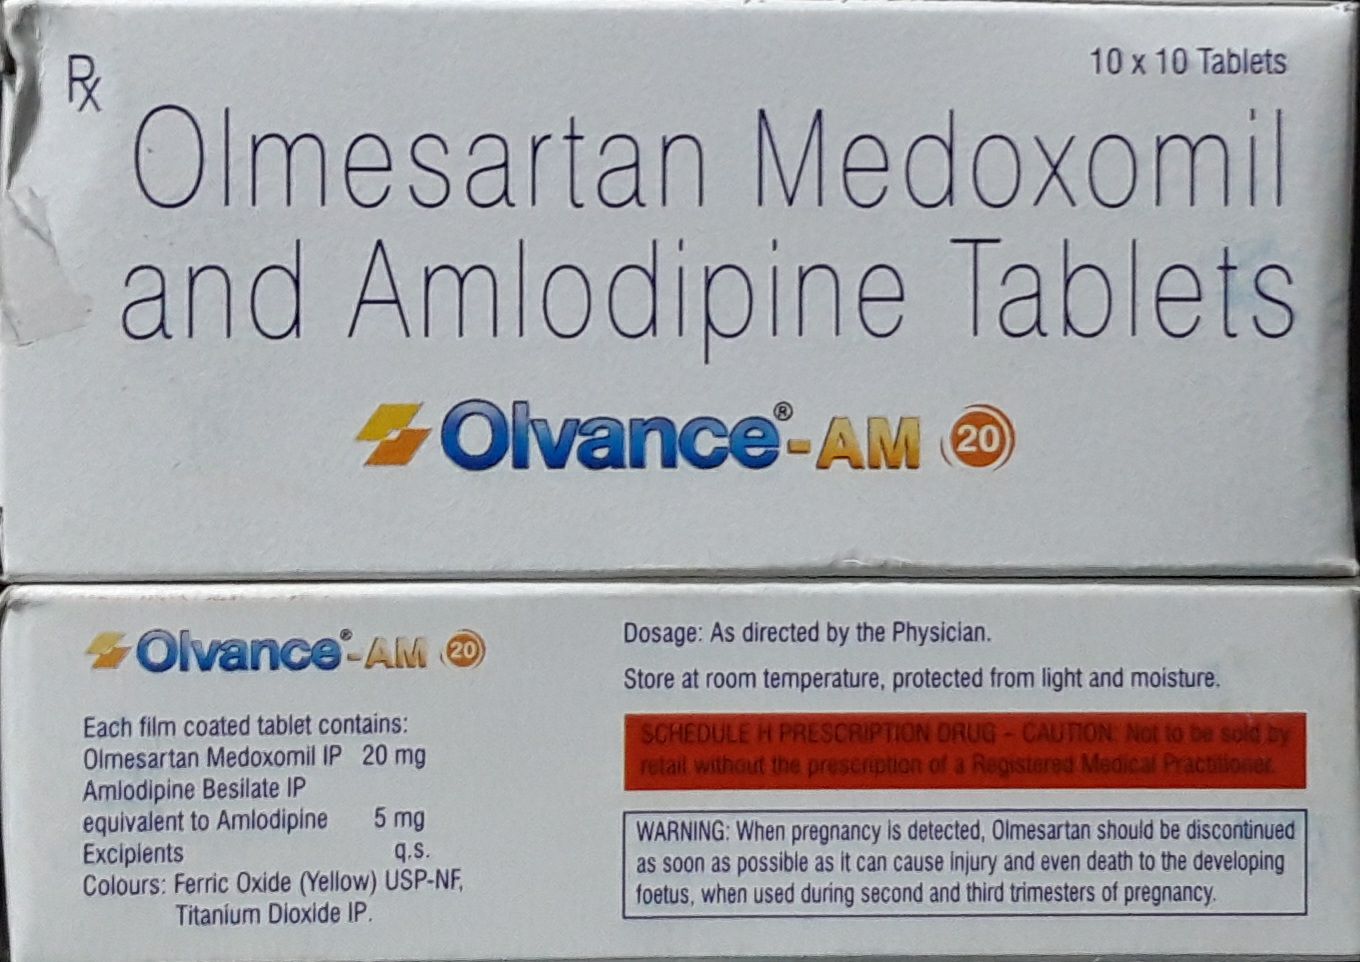 Rx
10 x 10 Tablets
Olmesartan Medoxomil
and Amlodipine Tablets
Olvance®-AM 20
Olvance®-AM 20
Each film coated tablet contains:
Olmesartan Medoxomil IP 20 mg
Amlodipine Besilate IP
equivalent to Amlodipine 5 mg
Excipients q.s.
Colours: Ferric Oxide (Yellow) USP-NF,
Titanium Dioxide IP.
Dosage: As directed by the Physician.
Store at room temperature, protected from light and moisture.
SCHEDULE H PRESCRIPTION DRUG - CAUTION: Not to be sold by
retail without the prescription of a Registered Medical Practitioner.
WARNING: When pregnancy is detected, Olmesartan should be discontinued
as soon as possible as it can cause injury and even death to the developing
foetus, when used during second and third trimesters of pregnancy.